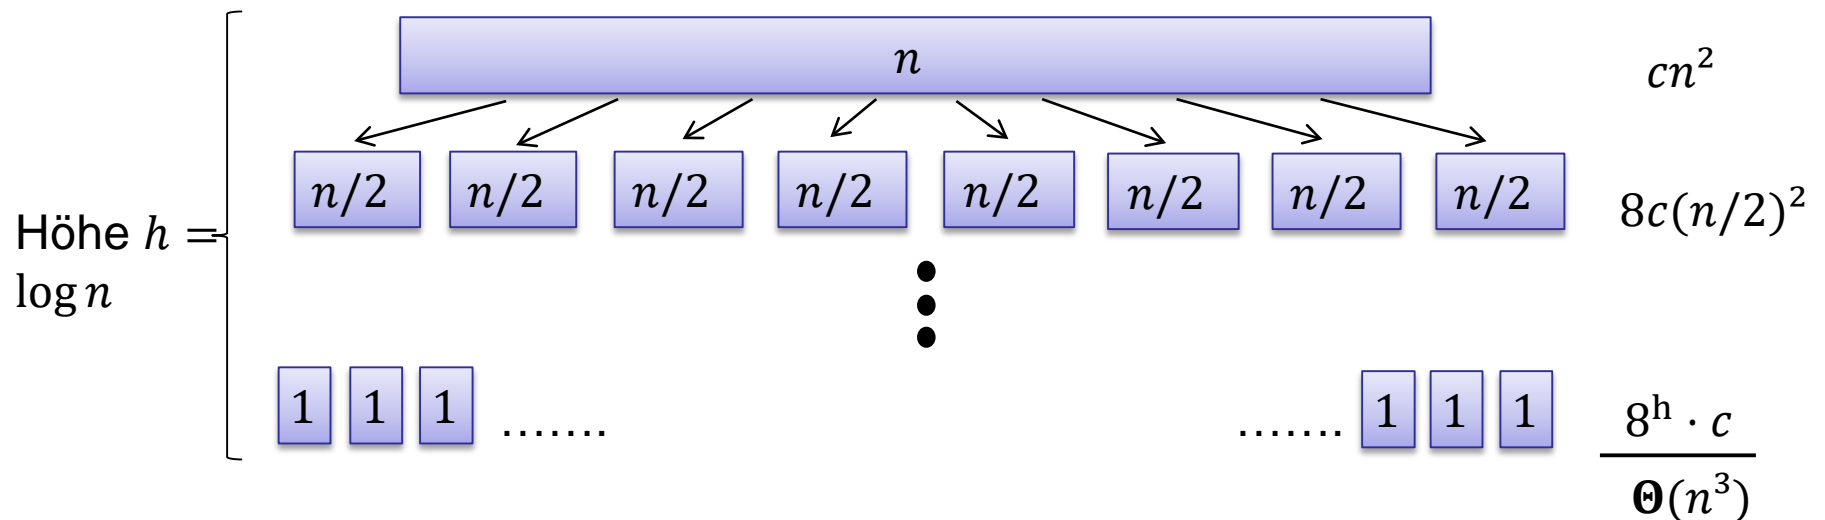 n
cn²
n/2 n/2 n/2 n/2 n/2 n/2 n/2 n/2
8c(n/2)²
Höhe h =
log n
1 1 1 ....... ....... 1 1 1
8ʰ · c
Θ(n³)